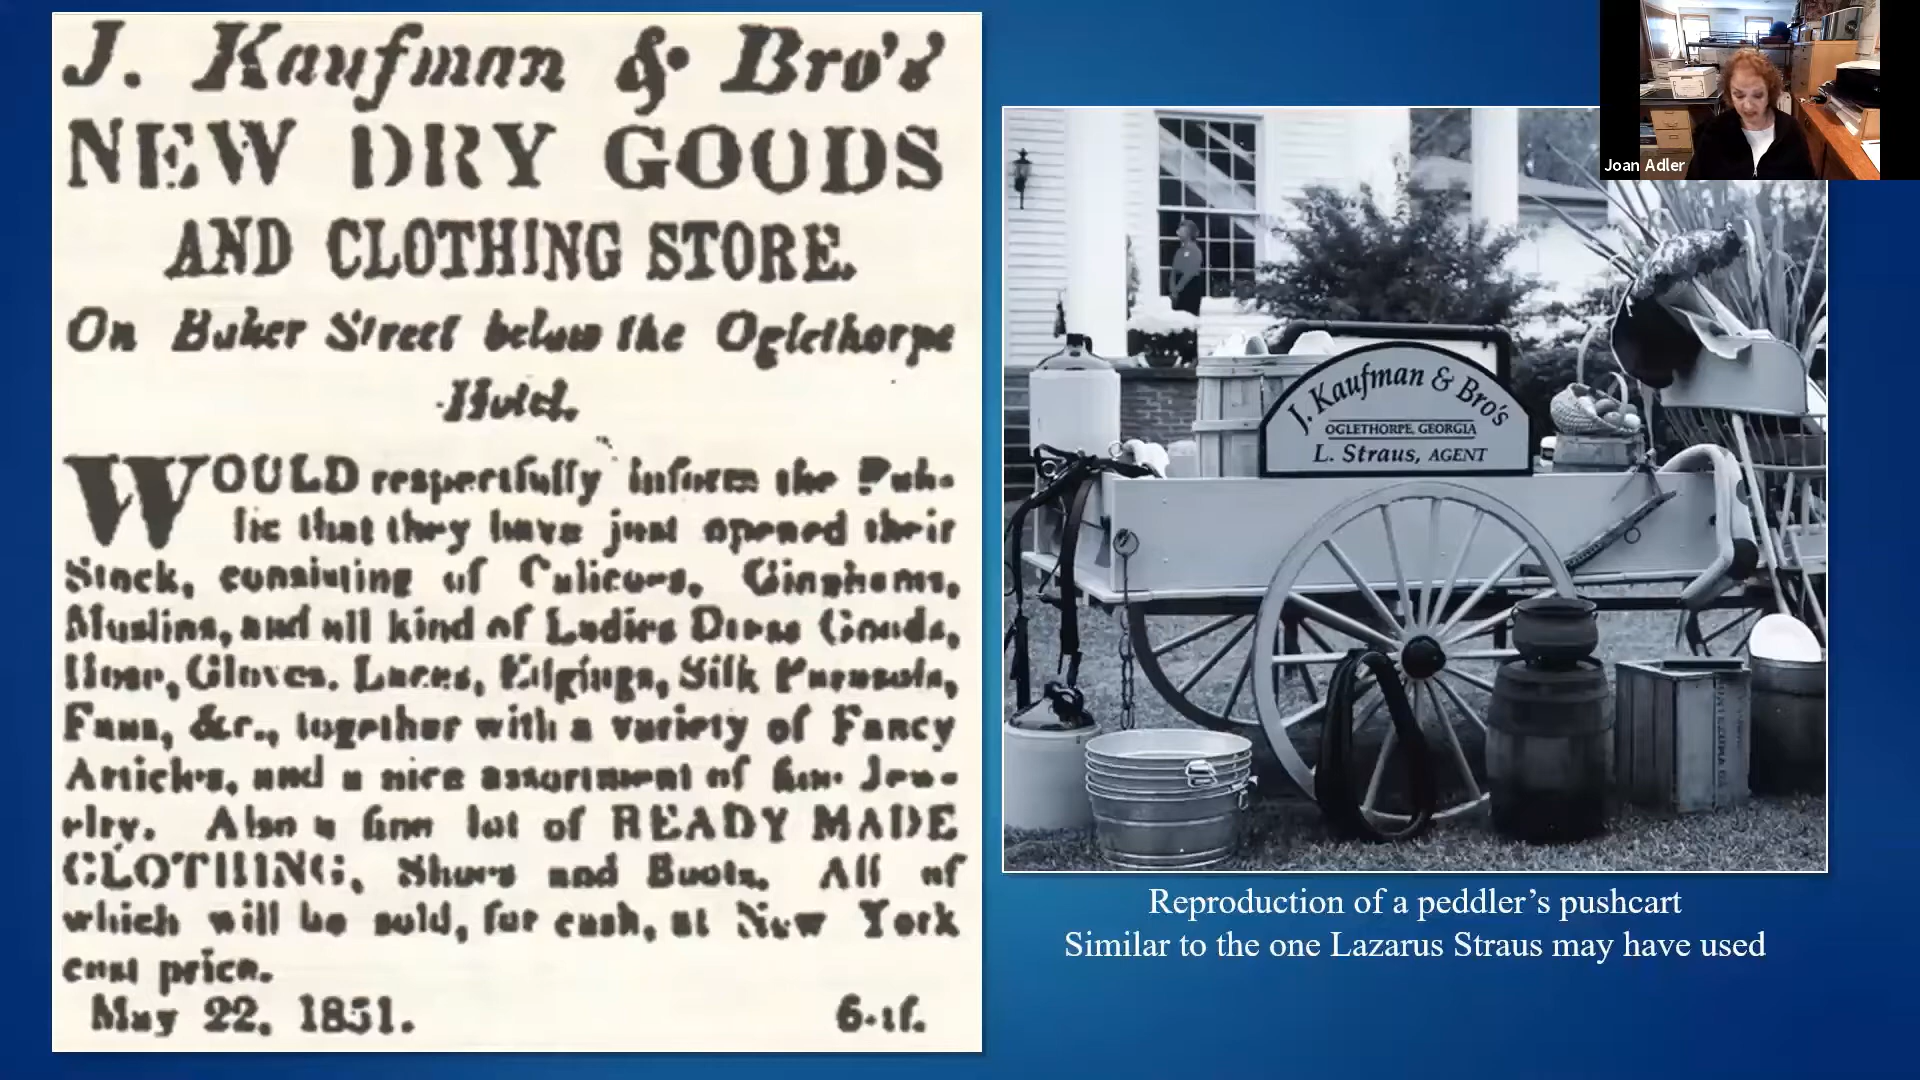 J. Kaufman & Bro's
NEW DRY GOODS
AND CLOTHING STORE.
On Baker Street below the Oglethorpe
Hotel.
WOULD respectfully inform the Pub-
lic that they have just opened their
Stock, consisting of Calicoes, Ginghams,
Muslins, and all kind of Ladies Dress Goods,
Hose, Gloves, Laces, Edgings, Silk Parasols,
Fans, &c., together with a variety of Fancy
Articles, and a nice assortment of fine Jew-
elry. Also a fine lot of READY MADE
CLOTHING, Shoes and Boots. All of
which will be sold, for cash, at New York
cost price.
May 22, 1851. 6-tf.
J. Kaufman & Bro's
OGLETHORPE, GEORGIA
L. Straus, AGENT
Reproduction of a peddler's pushcart
Similar to the one Lazarus Straus may have used
Joan Adler